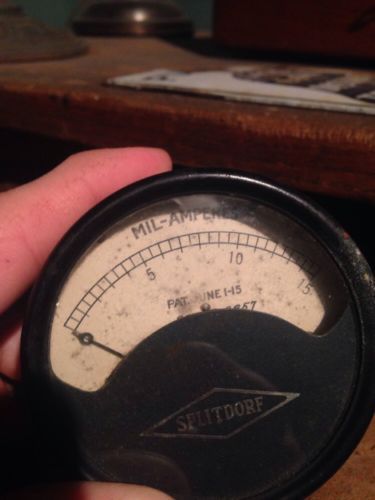 MIL-AMPERES
5 10 15
PAT. JUNE 1-15
SPLITDORF